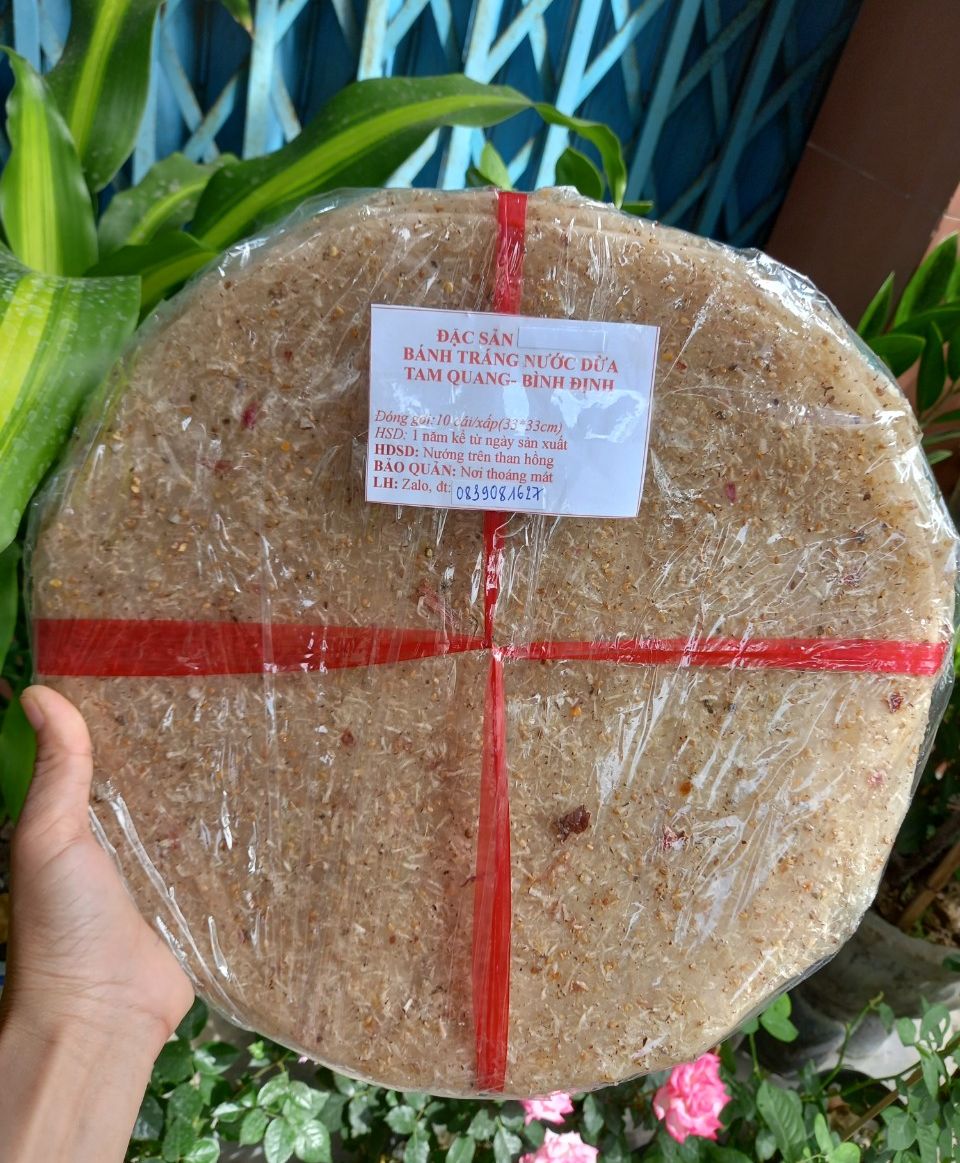 ĐẶC SẢN
BÁNH TRÁNG NƯỚC DỪA
TAM QUANG- BÌNH ĐỊNH
Đóng gói:10 cái/xấp(33*33cm)
HSD: 1 năm kể từ ngày sản xuất
HDSD: Nướng trên than hồng
BẢO QUẢN: Nơi thoáng mát
LH: Zalo, đt: 0839081627